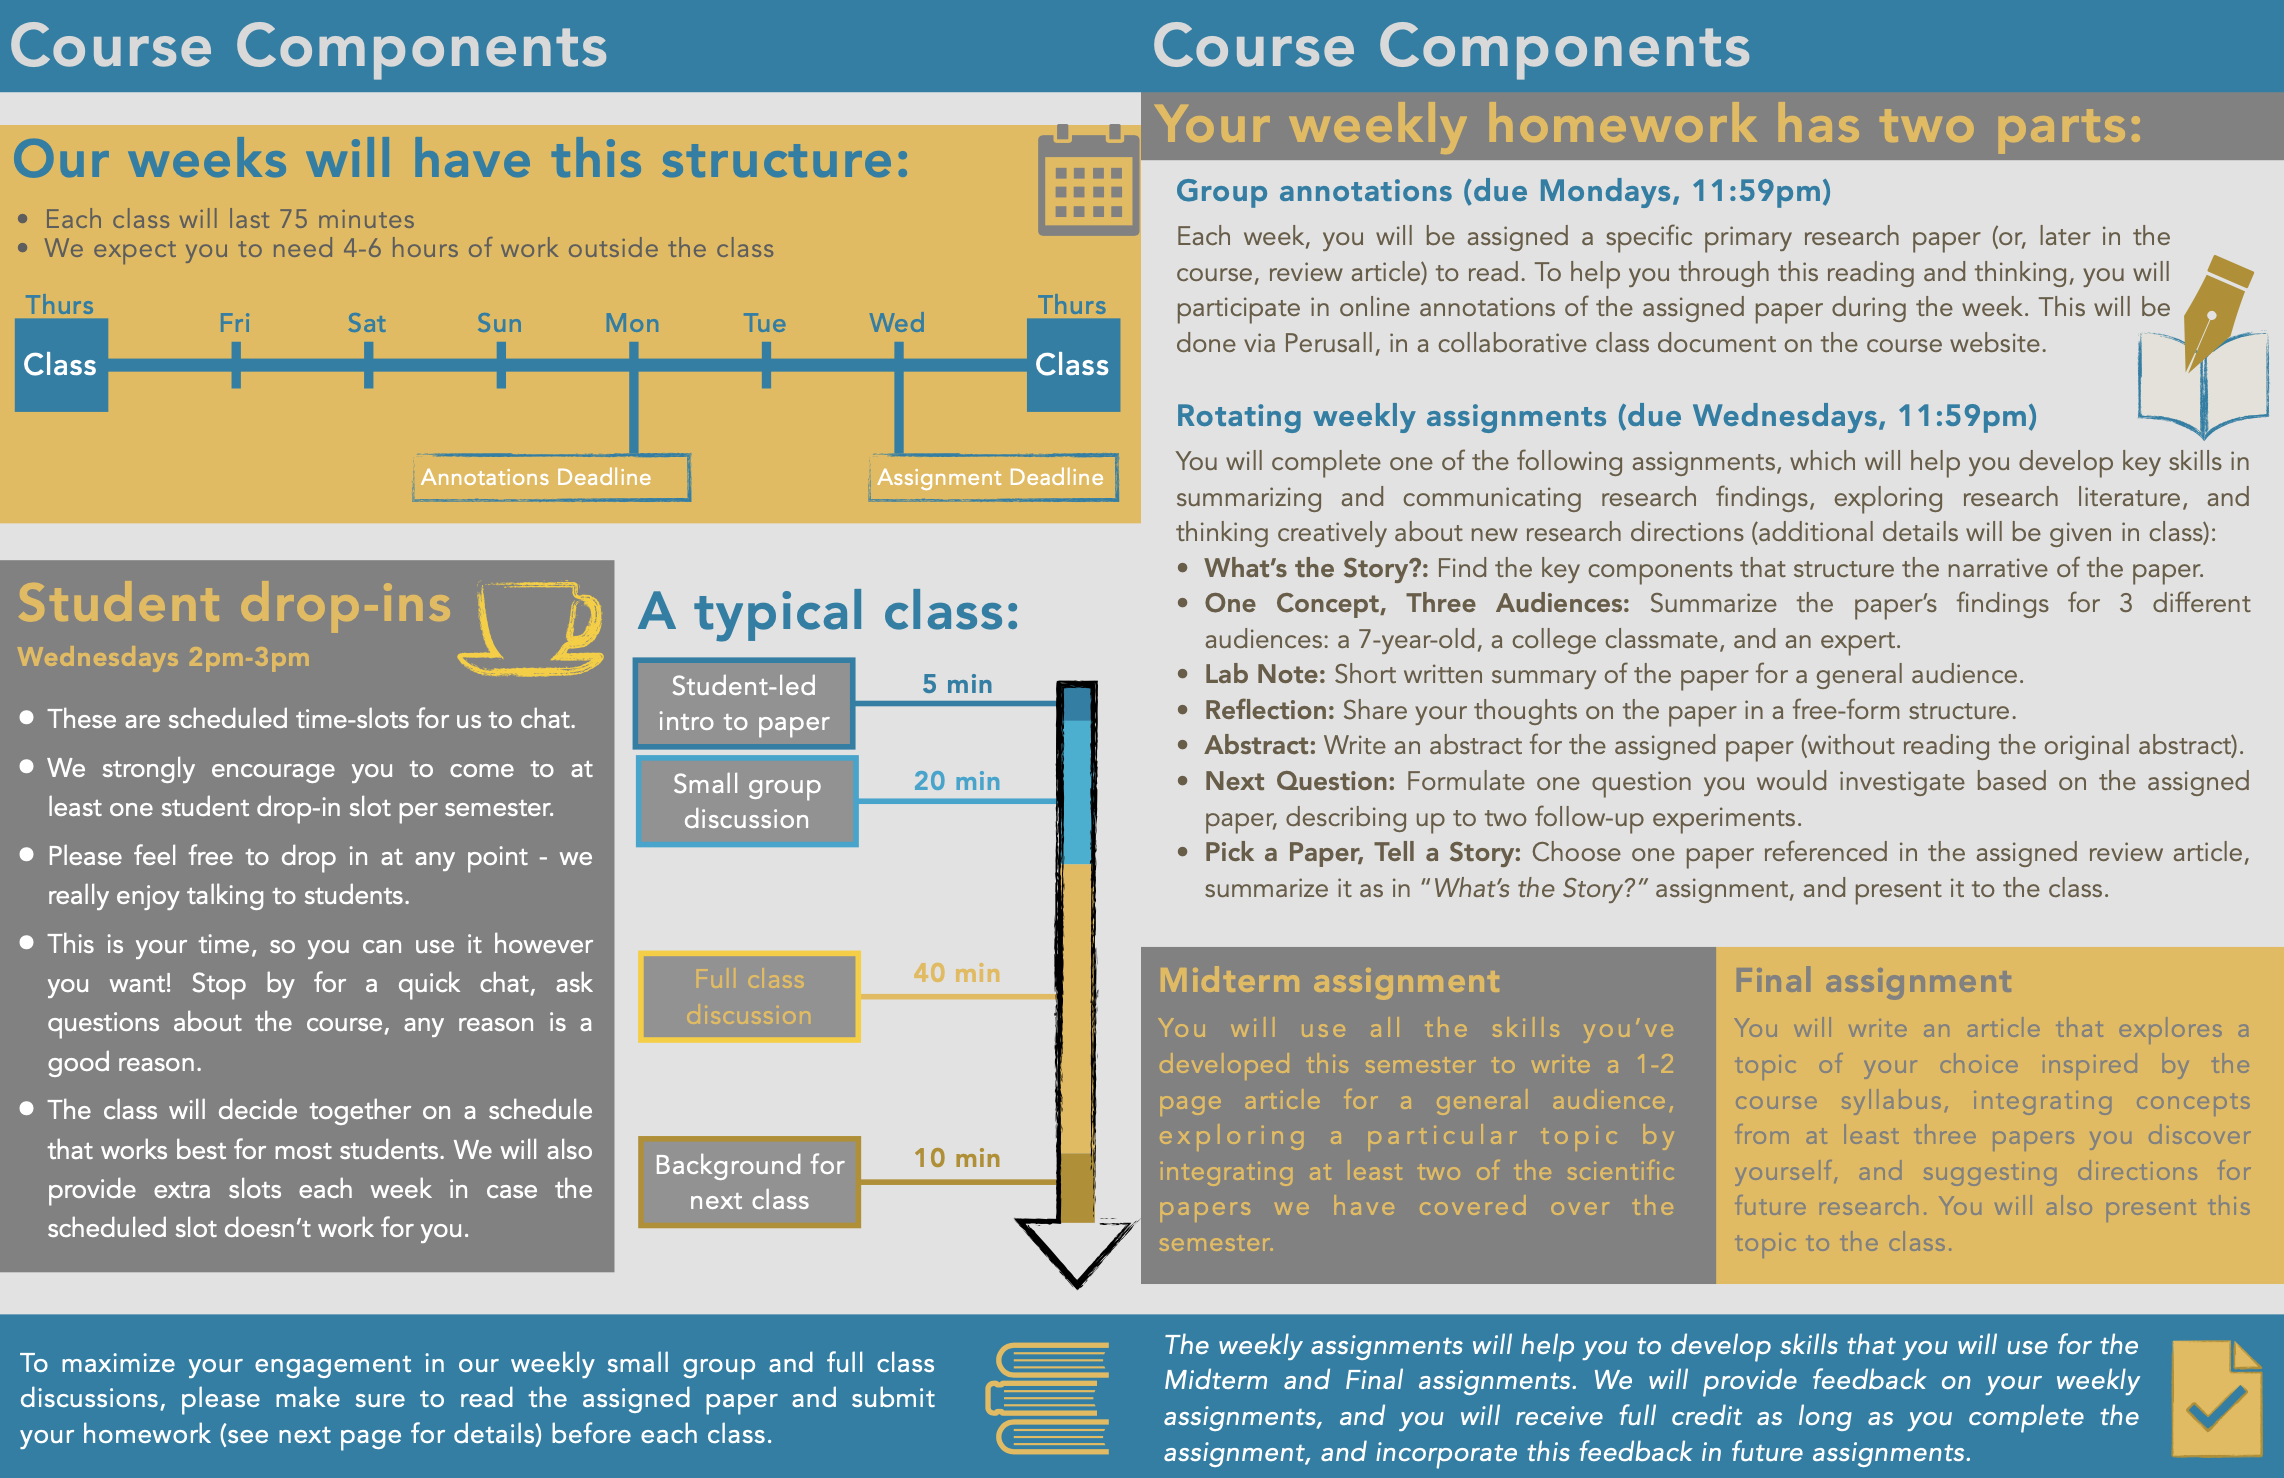 Course Components
Our weeks will have this structure:
• Each class will last 75 minutes
• We expect you to need 4-6 hours of work outside the class
Thurs
Fri
Sat
Sun
Mon
Tue
Wed
Thurs
Class
Class
Annotations Deadline
Assignment Deadline
Student drop-ins
Wednesdays 2pm-3pm
• These are scheduled time-slots for us to chat.
• We strongly encourage you to come to at
least one student drop-in slot per semester.
• Please feel free to drop in at any point - we
really enjoy talking to students.
• This is your time, so you can use it however
you want! Stop by for a quick chat, ask
questions about the course, any reason is a
good reason.
• The class will decide together on a schedule
that works best for most students. We will also
provide extra slots each week in case the
scheduled slot doesn't work for you.
A typical class:
Student-led
intro to paper
5 min
Small group
discussion
20 min
Full class
discussion
40 min
Background for
next class
10 min
To maximize your engagement in our weekly small group and full class
discussions, please make sure to read the assigned paper and submit
your homework (see next page for details) before each class.
Course Components
Your weekly homework has two parts:
Group annotations (due Mondays, 11:59pm)
Each week, you will be assigned a specific primary research paper (or, later in the
course, review article) to read. To help you through this reading and thinking, you will
participate in online annotations of the assigned paper during the week. This will be
done via Perusall, in a collaborative class document on the course website.
Rotating weekly assignments (due Wednesdays, 11:59pm)
You will complete one of the following assignments, which will help you develop key skills in
summarizing and communicating research findings, exploring research literature, and
thinking creatively about new research directions (additional details will be given in class):
• What's the Story?: Find the key components that structure the narrative of the paper.
• One Concept, Three Audiences: Summarize the paper's findings for 3 different
audiences: a 7-year-old, a college classmate, and an expert.
• Lab Note: Short written summary of the paper for a general audience.
• Reflection: Share your thoughts on the paper in a free-form structure.
• Abstract: Write an abstract for the assigned paper (without reading the original abstract).
• Next Question: Formulate one question you would investigate based on the assigned
paper, describing up to two follow-up experiments.
• Pick a Paper, Tell a Story: Choose one paper referenced in the assigned review article,
summarize it as in "What's the Story?" assignment, and present it to the class.
Midterm assignment
You will use all the skills you've
developed this semester to write a 1-2
page article for a general audience,
exploring a particular topic by
integrating at least two of the scientific
papers we have covered over the
semester.
Final assignment
You will write an article that explores a
topic of your choice inspired by the
course syllabus, integrating concepts
from at least three papers you discover
yourself, and suggesting directions for
future research. You will also present this
topic to the class.
The weekly assignments will help you to develop skills that you will use for the
Midterm and Final assignments. We will provide feedback on your weekly
assignments, and you will receive full credit as long as you complete the
assignment, and incorporate this feedback in future assignments.